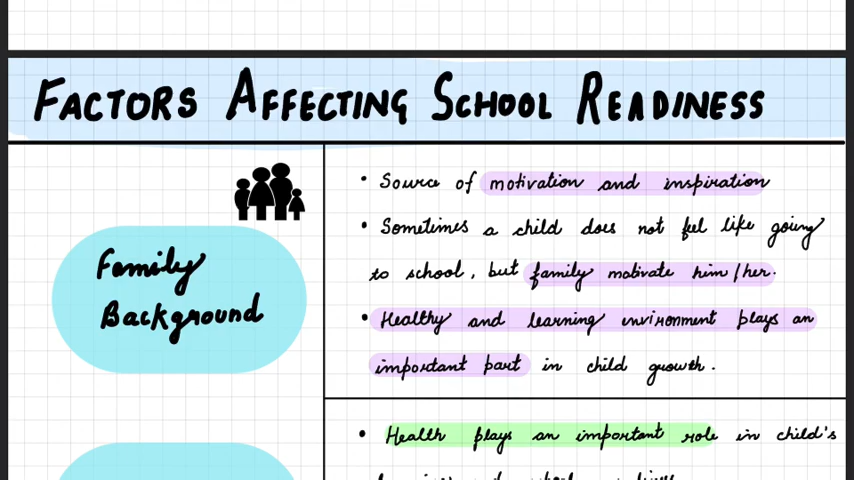 FACTORS AFFECTING SCHOOL READINESS
Family
Background
• Source of motivation and inspiration
• Sometimes a child does not feel like going
to school, but family motivate him/her.
• Healthy and learning environment plays an
important part in child growth.
• Health plays an important role in child's